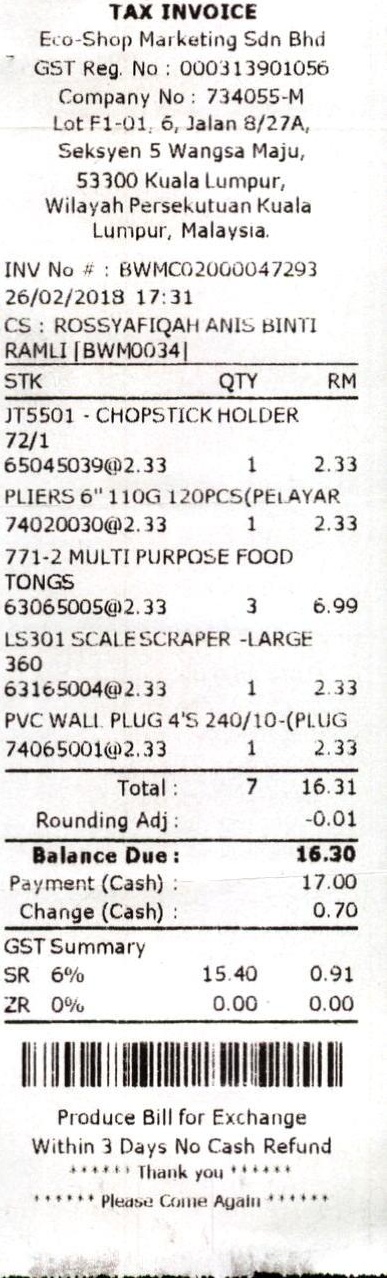 TAX INVOICE
Eco-Shop Marketing Sdn Bhd
GST Reg. No : 000313901056
Company No : 734055-M
Lot F1-01, 6, Jalan 8/27A,
Seksyen 5 Wangsa Maju,
53300 Kuala Lumpur,
Wilayah Persekutuan Kuala
Lumpur, Malaysia.
INV No # : BWMC02000047293
26/02/2018 17:31
CS : ROSSYAFIQAH ANIS BINTI
RAMLI [BWM0034]
STK QTY RM
JT5501 - CHOPSTICK HOLDER
72/1
65045039@2.33 1 2.33
PLIERS 6" 110G 120PCS(PELAYAR
74020030@2.33 1 2.33
771-2 MULTI PURPOSE FOOD
TONGS
63065005@2.33 3 6.99
LS301 SCALE SCRAPER -LARGE
360
63165004@2.33 1 2.33
PVC WALL PLUG 4'S 240/10-(PLUG
74065001@2.33 1 2.33
Total : 7 16.31
Rounding Adj : -0.01
Balance Due : 16.30
Payment (Cash) : 17.00
Change (Cash) : 0.70
GST Summary
SR 6% 15.40 0.91
ZR 0% 0.00 0.00
Produce Bill for Exchange
Within 3 Days No Cash Refund
****** Thank you ******
****** Please Come Again ******